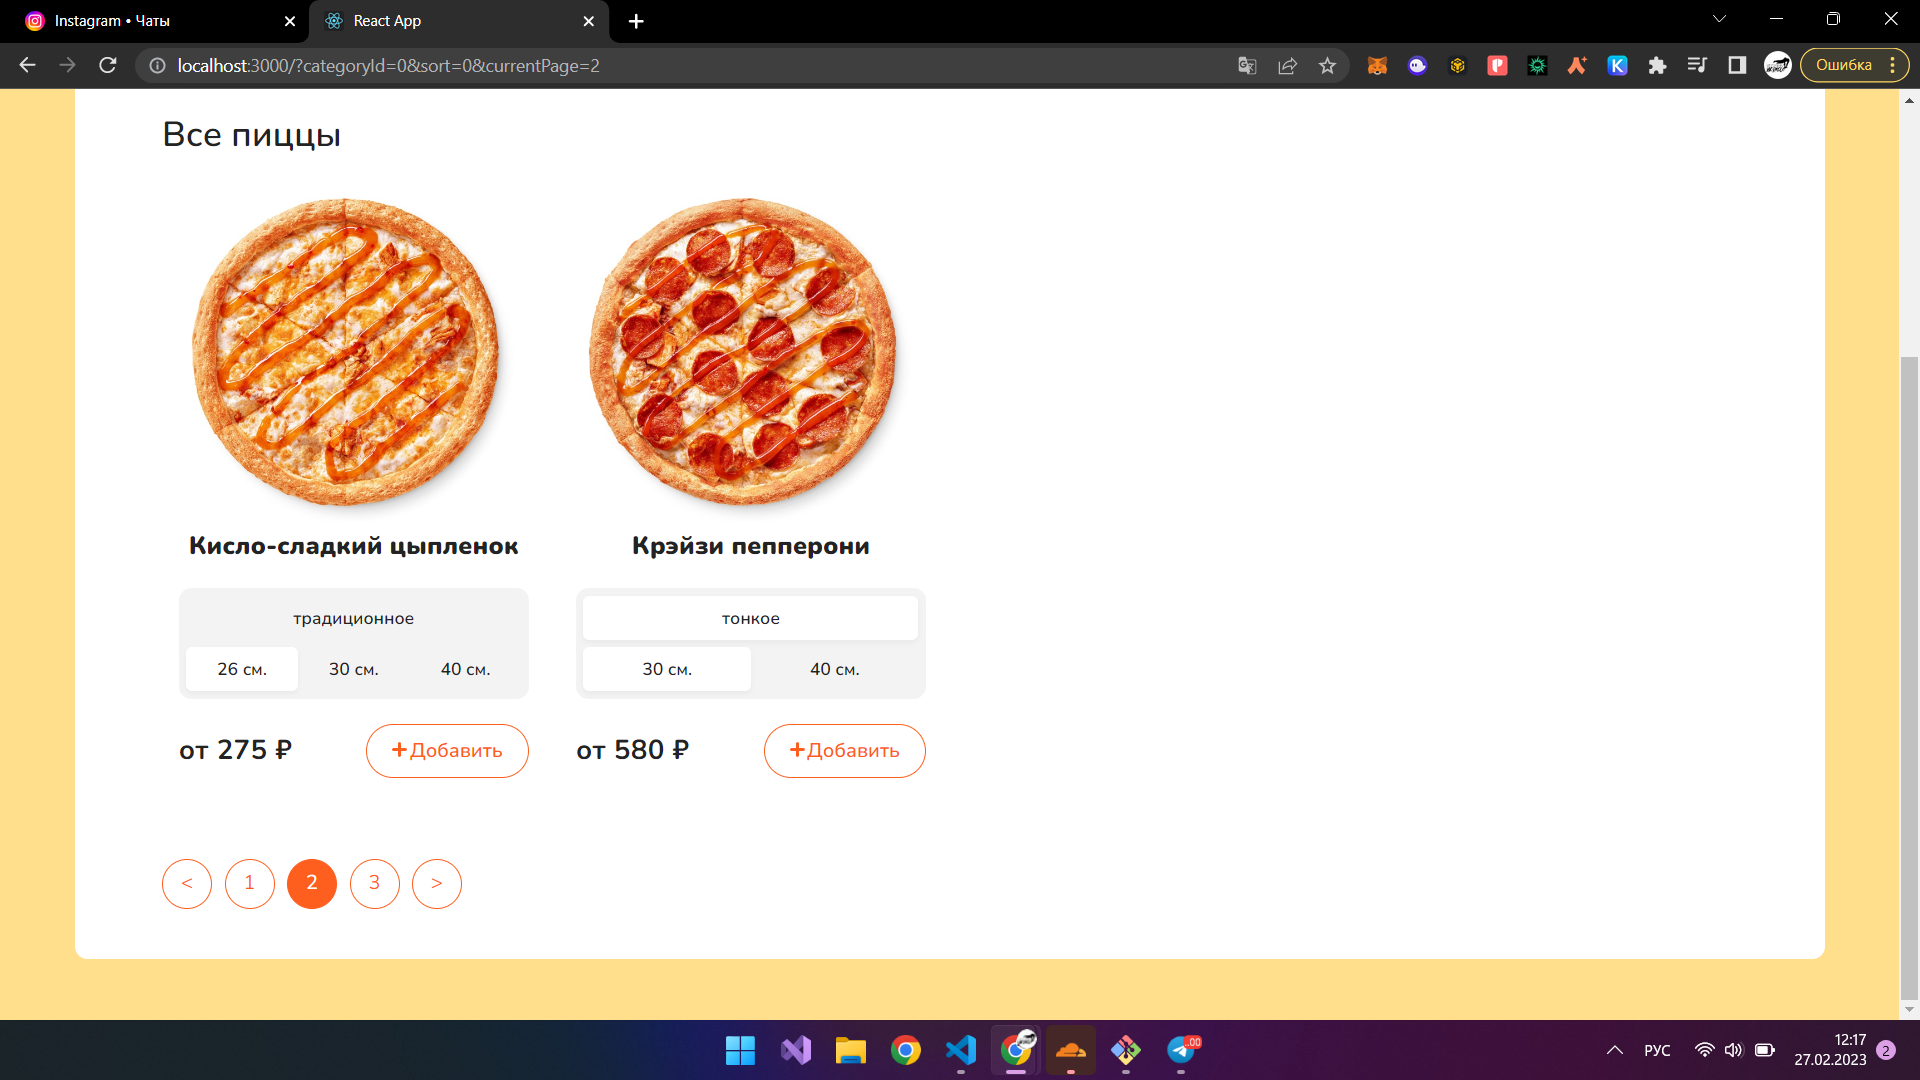 Instagram • Чаты
React App
localhost:3000/?categoryId=0&sort=0&currentPage=2
Ошибка
Все пиццы
Кисло-сладкий цыпленок
Крэйзи пепперони
традиционное
тонкое
26 см.
30 см.
40 см.
30 см.
40 см.
от 275 ₽
+Добавить
от 580 ₽
+Добавить
<
1
2
3
>
РУС
12:17
27.02.2023
2